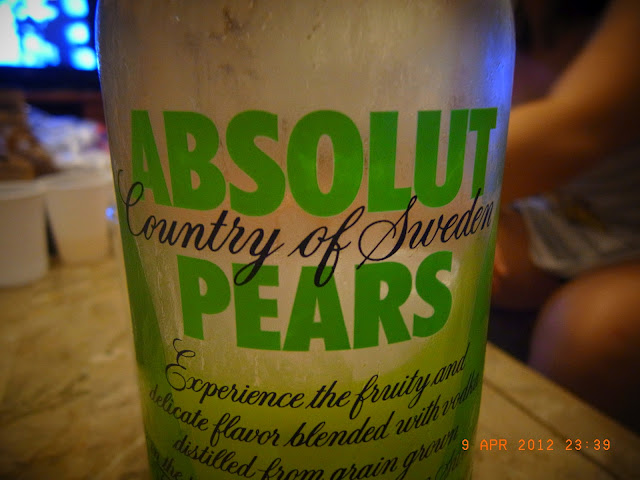 ABSOLUT
Country of Sweden
PEARS
Experience the fruity and
delicate flavor blended with vodka
distilled from grain grown
the
9 APR 2012 23:39